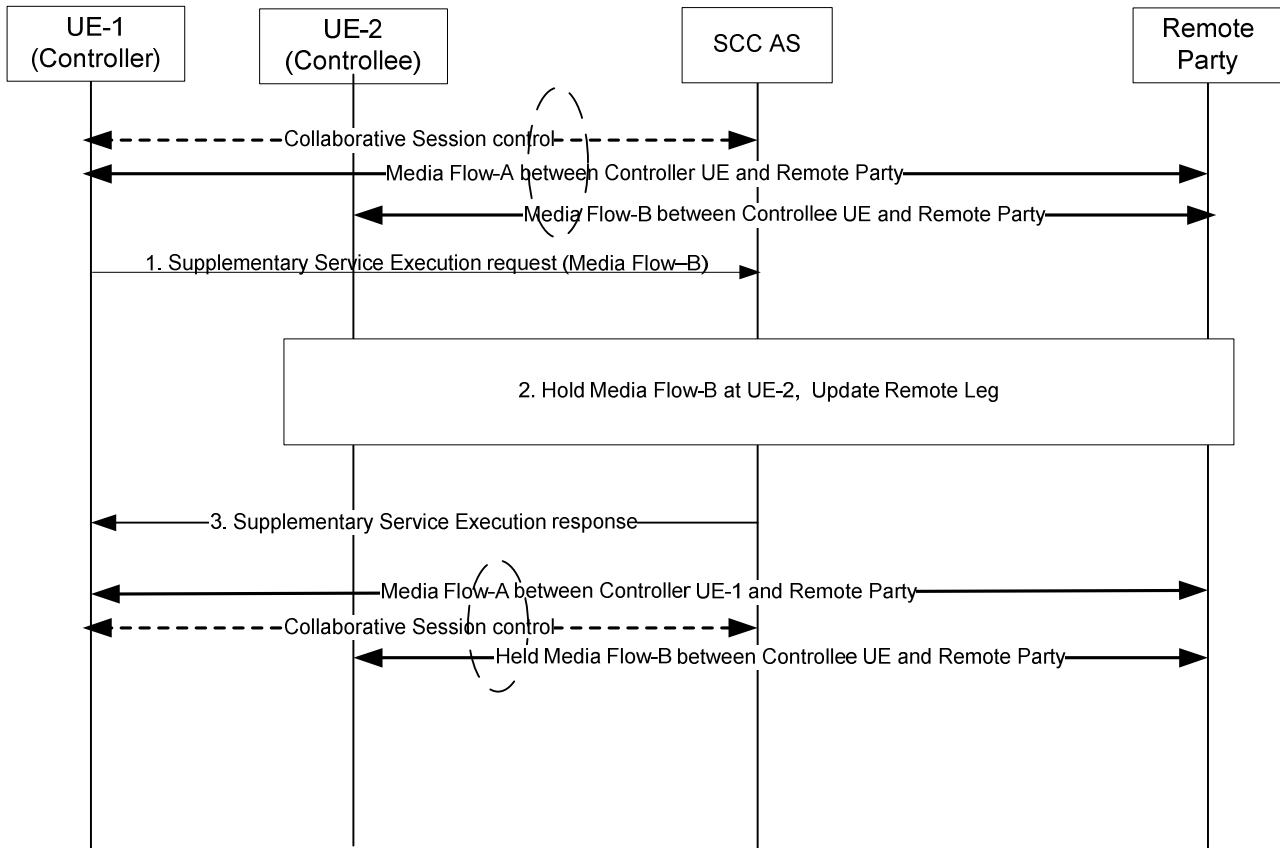 UE-1
(Controller)
UE-2
(Controllee)
SCC AS
Remote
Party
Collaborative Session control
Media Flow-A between Controller UE and Remote Party
Media Flow-B between Controllee UE and Remote Party
1. Supplementary Service Execution request (Media Flow–B)
2. Hold Media Flow-B at UE-2, Update Remote Leg
3. Supplementary Service Execution response
Media Flow-A between Controller UE-1 and Remote Party
Collaborative Session control
Held Media Flow-B between Controllee UE and Remote Party